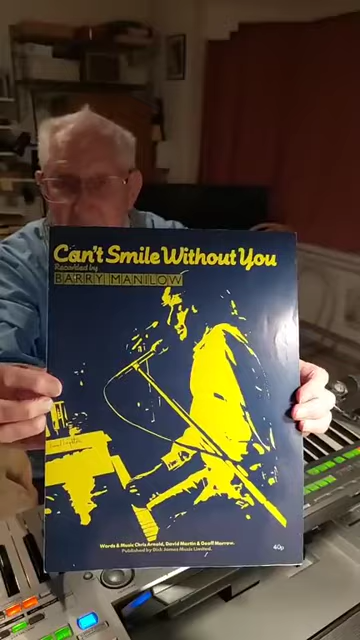 Can't Smile Without You
Recorded by
BARRY MANILOW
Words & Music Chris Arnold, David Martin & Geoff Morrow.
Published by Dick James Music Limited.
40p